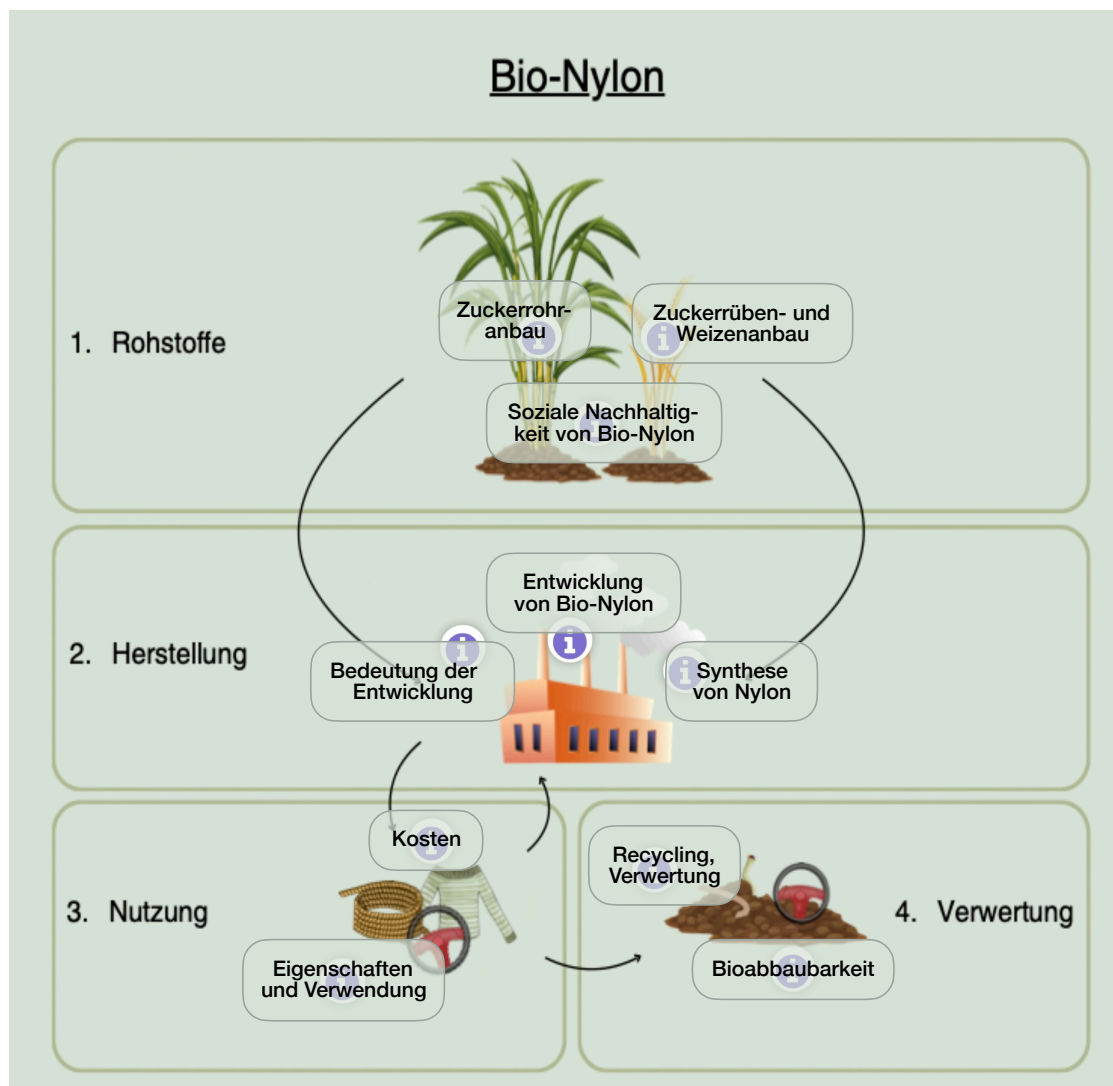 Bio-Nylon
1. Rohstoffe
Zuckerrohr-
anbau
Zuckerrüben- und
Weizenanbau
Soziale Nachhaltig-
keit von Bio-Nylon
2. Herstellung
Entwicklung
von Bio-Nylon
Bedeutung der
Entwicklung
Synthese
von Nylon
3. Nutzung
Kosten
Eigenschaften
und Verwendung
4. Verwertung
Recycling,
Verwertung
Bioabbaubarkeit